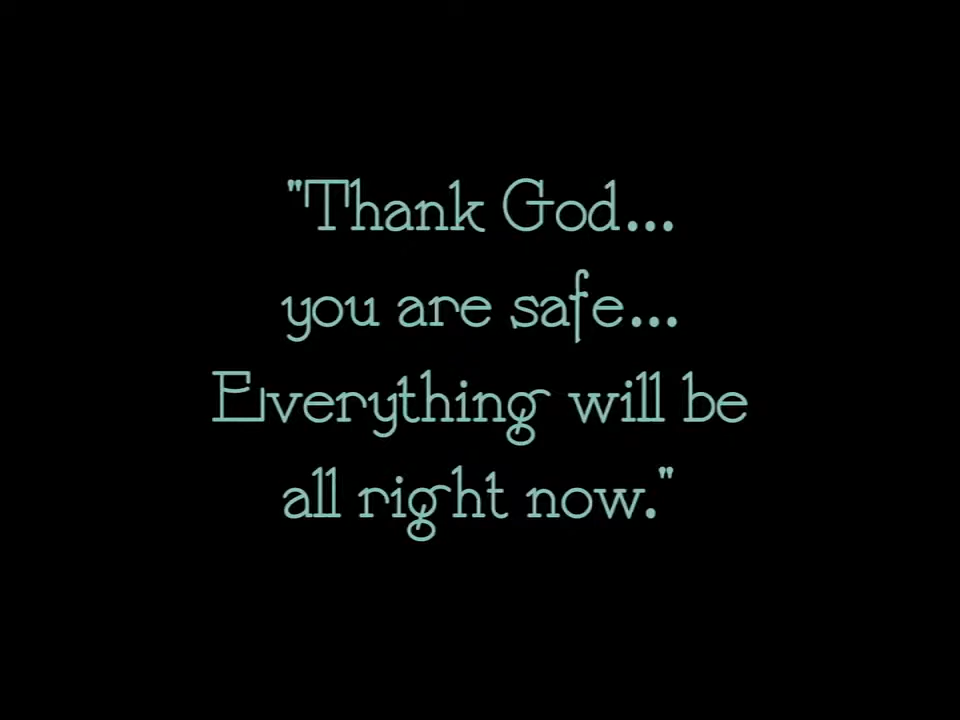 "Thank God...
you are safe...
Everything will be
all right now."